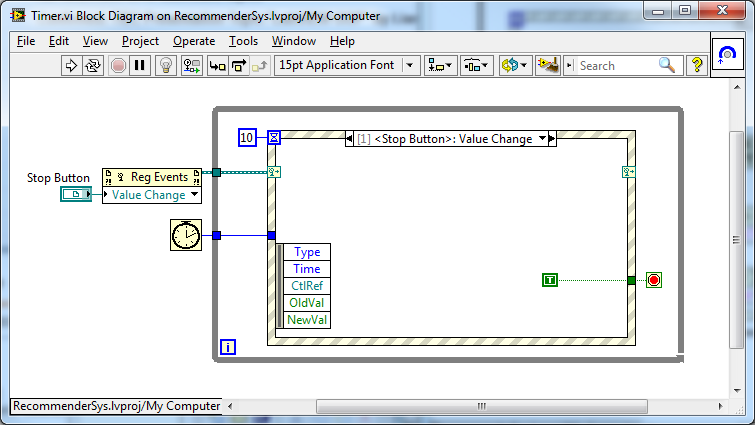 Timer.vi Block Diagram on RecommenderSys.lvproj/My Computer
File Edit View Project Operate Tools Window Help
15pt Application Font Search
10 [1] <Stop Button>: Value Change
Stop Button Reg Events
Value Change
Type
Time
CtlRef
OldVal
NewVal
T
i
RecommenderSys.lvproj/My Computer